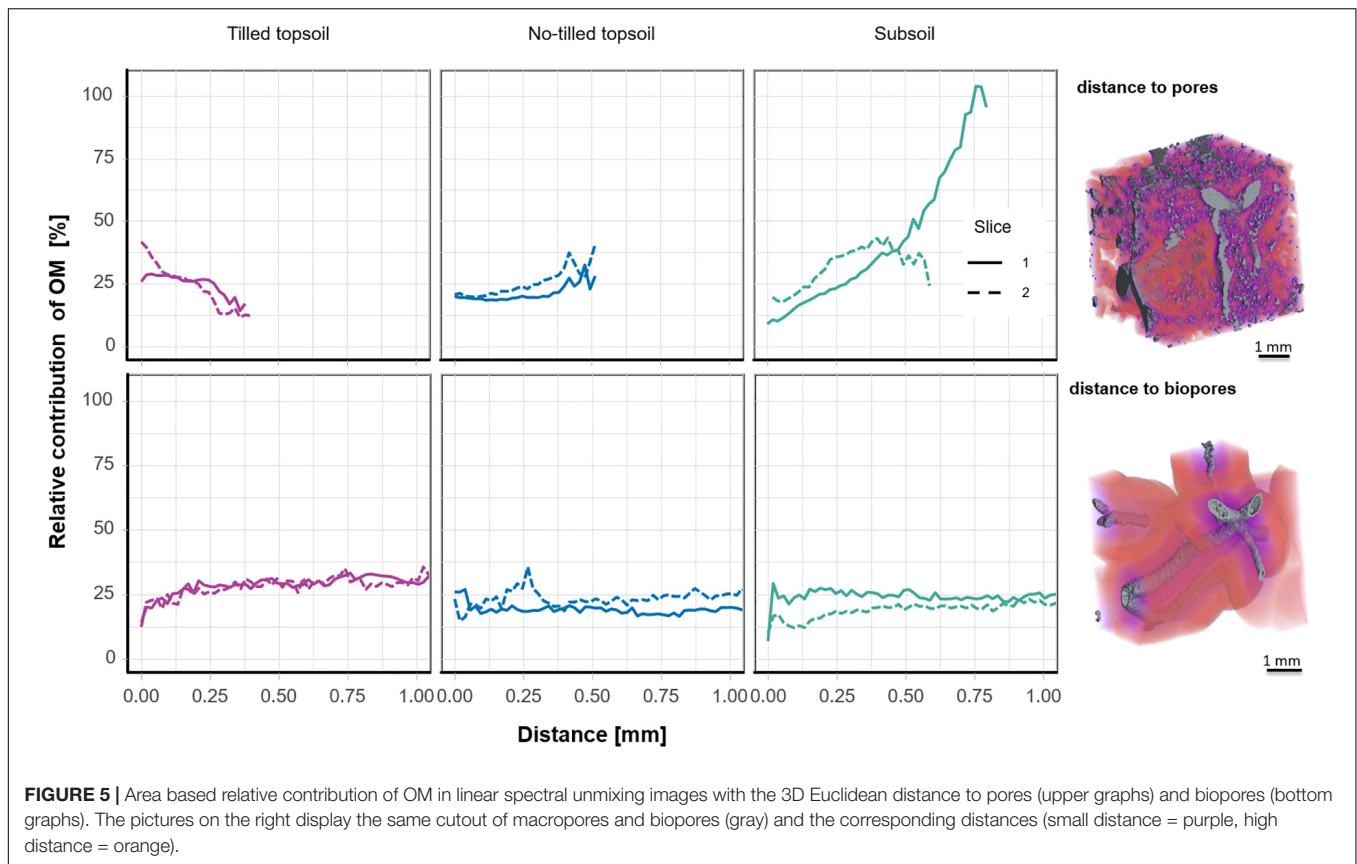 Tilled topsoil
No-tilled topsoil
Subsoil
Relative contribution of OM [%]
100
75
50
25
0
Slice
1
2
distance to pores
1 mm
100
75
50
25
0
distance to biopores
1 mm
0.00 0.25 0.50 0.75 1.00
0.00 0.25 0.50 0.75 1.00
0.00 0.25 0.50 0.75 1.00
Distance [mm]
FIGURE 5 | Area based relative contribution of OM in linear spectral unmixing images with the 3D Euclidean distance to pores (upper graphs) and biopores (bottom
graphs). The pictures on the right display the same cutout of macropores and biopores (gray) and the corresponding distances (small distance = purple, high
distance = orange).